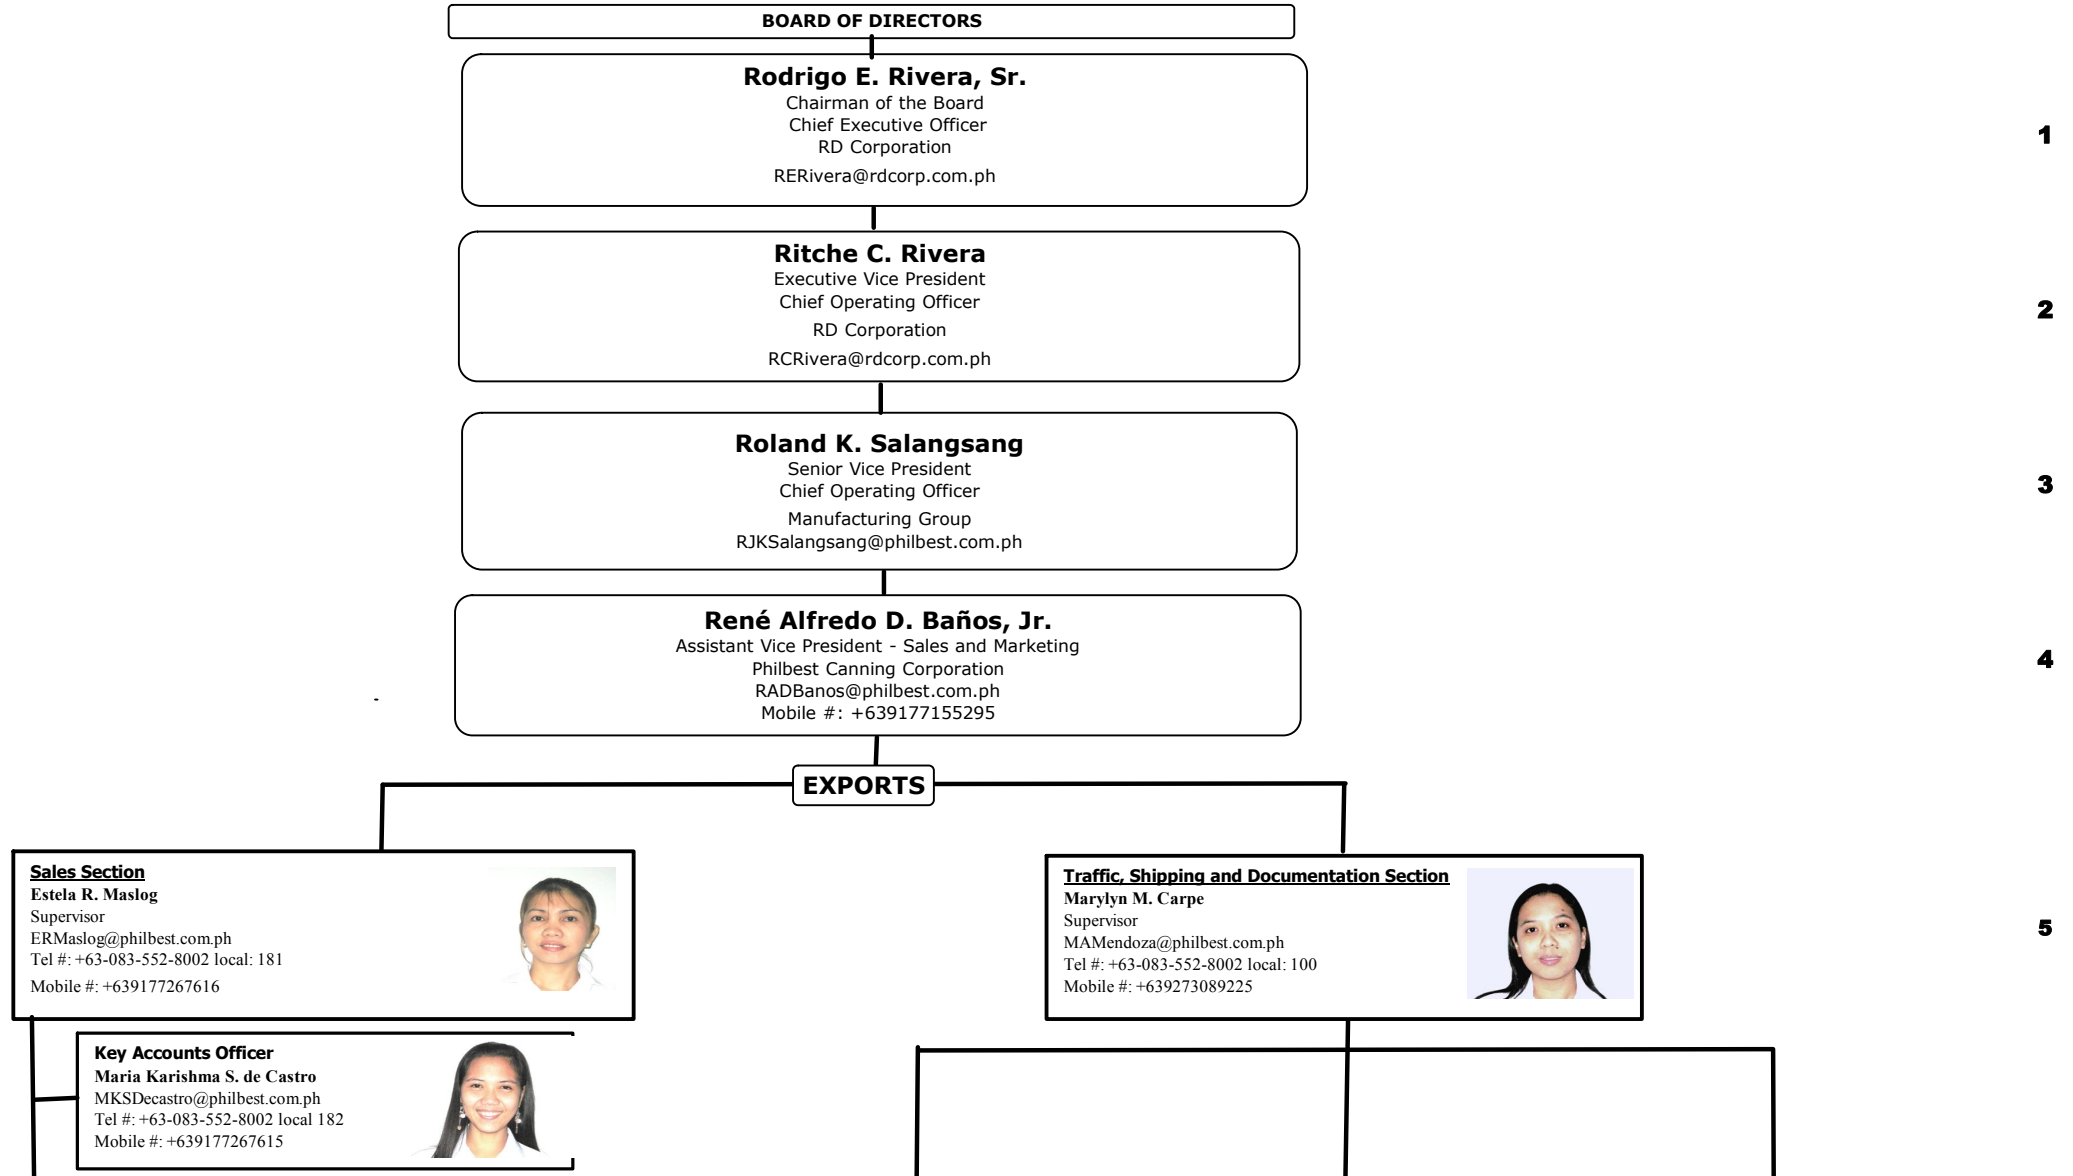 BOARD OF DIRECTORS
Rodrigo E. Rivera, Sr.
Chairman of the Board
Chief Executive Officer
RD Corporation
RERivera@rdcorp.com.ph
1
Ritche C. Rivera
Executive Vice President
Chief Operating Officer
RD Corporation
RCRivera@rdcorp.com.ph
2
Roland K. Salangsang
Senior Vice President
Chief Operating Officer
Manufacturing Group
RJKSalangsang@philbest.com.ph
3
René Alfredo D. Baños, Jr.
Assistant Vice President - Sales and Marketing
Philbest Canning Corporation
RADBanos@philbest.com.ph
Mobile #: +639177155295
4
-
EXPORTS
Sales Section
Estela R. Maslog
Supervisor
ERMaslog@philbest.com.ph
Tel #: +63-083-552-8002 local: 181
Mobile #: +639177267616
Traffic, Shipping and Documentation Section
Marylyn M. Carpe
Supervisor
MAMendoza@philbest.com.ph
Tel #: +63-083-552-8002 local: 100
Mobile #: +639273089225
5
Key Accounts Officer
Maria Karishma S. de Castro
MKSDecastro@philbest.com.ph
Tel #: +63-083-552-8002 local 182
Mobile #: +639177267615